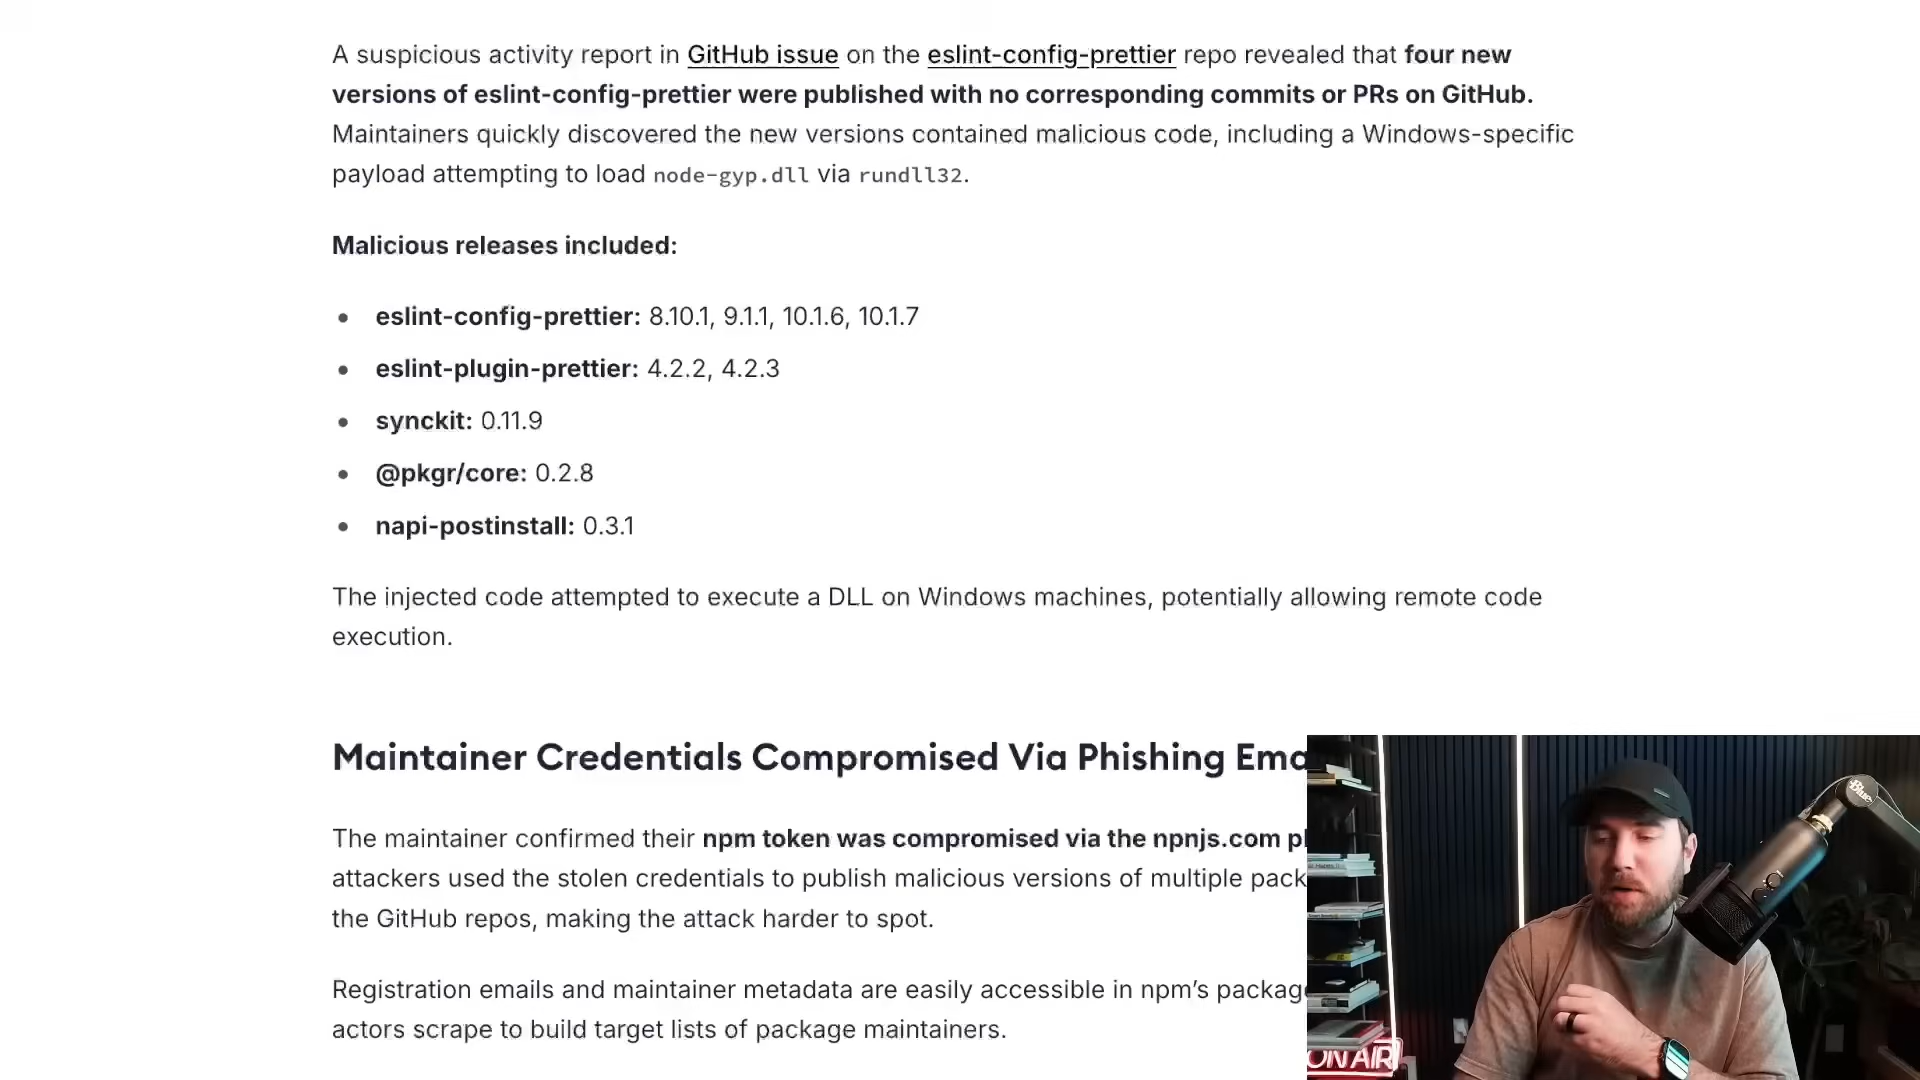 A suspicious activity report in GitHub issue on the eslint-config-prettier repo revealed that four new
versions of eslint-config-prettier were published with no corresponding commits or PRs on GitHub.
Maintainers quickly discovered the new versions contained malicious code, including a Windows-specific
payload attempting to load node-gyp.dll via rundll32.
Malicious releases included:
• eslint-config-prettier: 8.10.1, 9.1.1, 10.1.6, 10.1.7
• eslint-plugin-prettier: 4.2.2, 4.2.3
• synckit: 0.11.9
• @pkgr/core: 0.2.8
• napi-postinstall: 0.3.1
The injected code attempted to execute a DLL on Windows machines, potentially allowing remote code
execution.
Maintainer Credentials Compromised Via Phishing
The maintainer confirmed their npm token was compromised via the npnjs.com
attackers used the stolen credentials to publish malicious versions of multiple
the GitHub repos, making the attack harder to spot.
Registration emails and maintainer metadata are easily accessible in npm’s
actors scrape to build target lists of package maintainers.
Blue
ON AIR